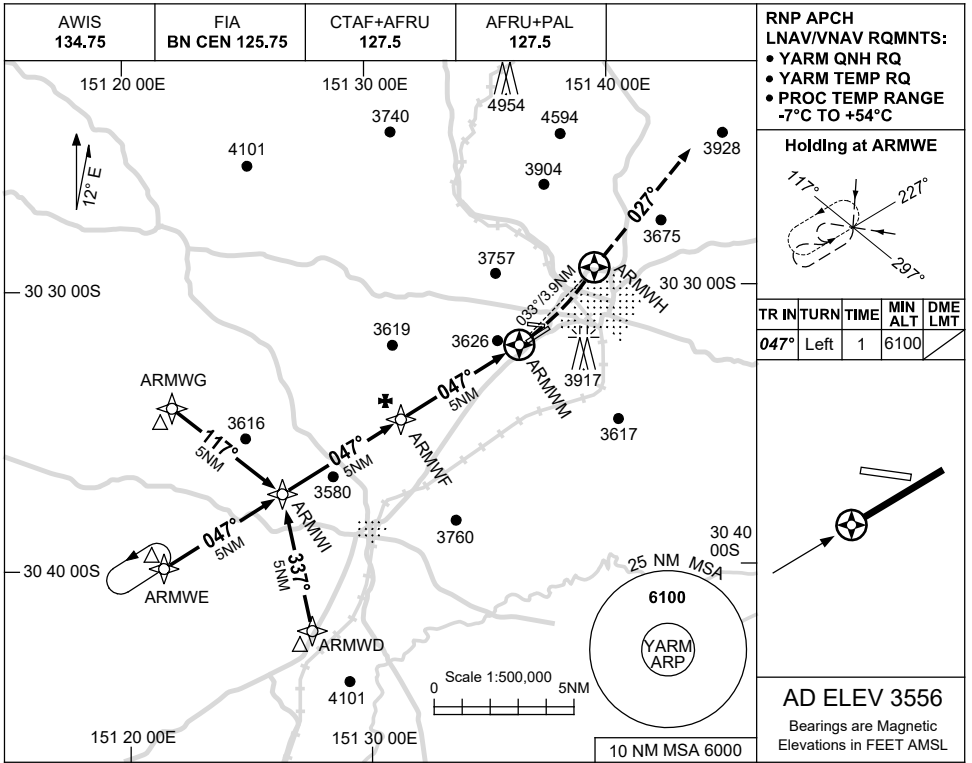 AWIS
134.75
FIA
BN CEN 125.75
CTAF+AFRU
127.5
AFRU+PAL
127.5
RNP APCH
LNAV/VNAV RQMNTS:
• YARM QNH RQ
• YARM TEMP RQ
• PROC TEMP RANGE
-7°C TO +54°C
151 20 00E
151 30 00E
151 40 00E
4954
3740
4594
3928
4101
3904
12° E
027°
3675
3757
ARMWH
30 30 00S
30 30 00S
033°/3.9NM
3619
3626
3917
ARMWM
ARMWG
047°
5NM
3616
117°
5NM
047°
5NM
ARMWF
3617
3580
ARMWI
3760
047°
5NM
30 40
00S
30 40 00S
337°
5NM
ARMWE
ARMWD
25 NM MSA
6100
YARM
ARP
4101
Scale 1:500,000
0
5NM
151 20 00E
151 30 00E
10 NM MSA 6000
Holding at ARMWE
117°
227°
297°
TR IN TURN TIME MIN ALT DME LMT
047° Left 1 6100
AD ELEV 3556
Bearings are Magnetic
Elevations in FEET AMSL